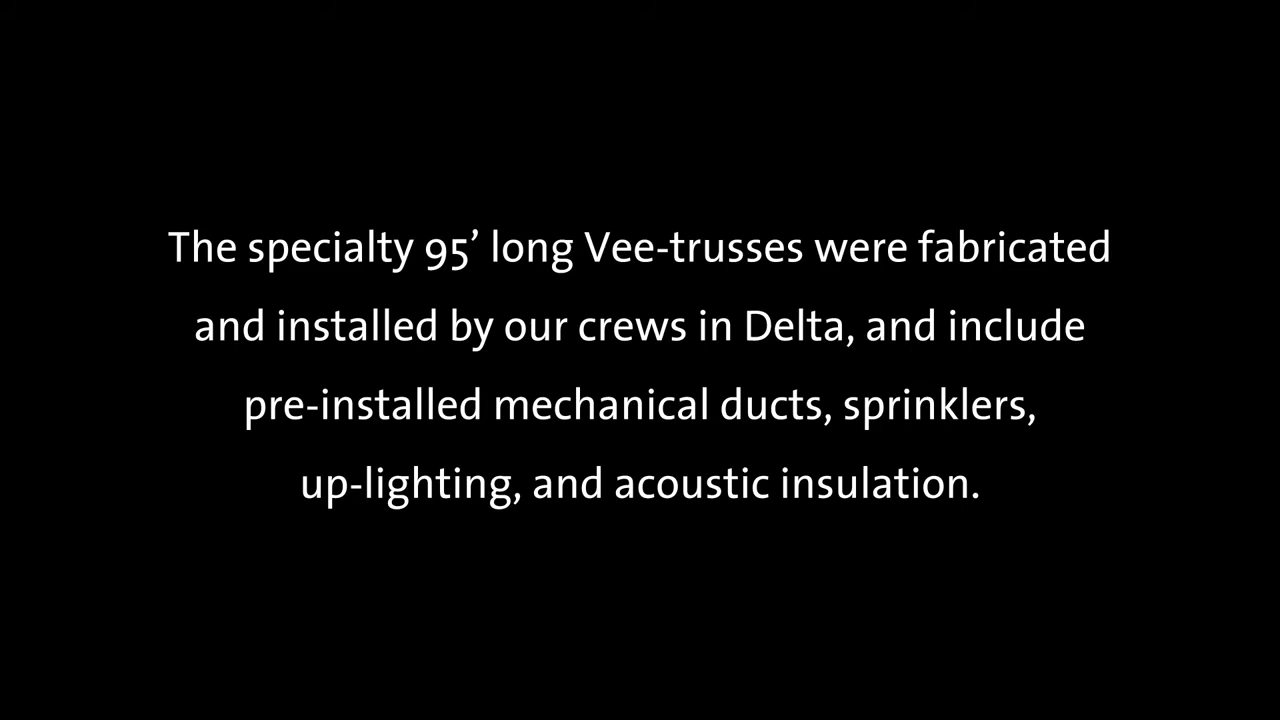 The specialty 95’ long Vee-trusses were fabricated
and installed by our crews in Delta, and include
pre-installed mechanical ducts, sprinklers,
up-lighting, and acoustic insulation.